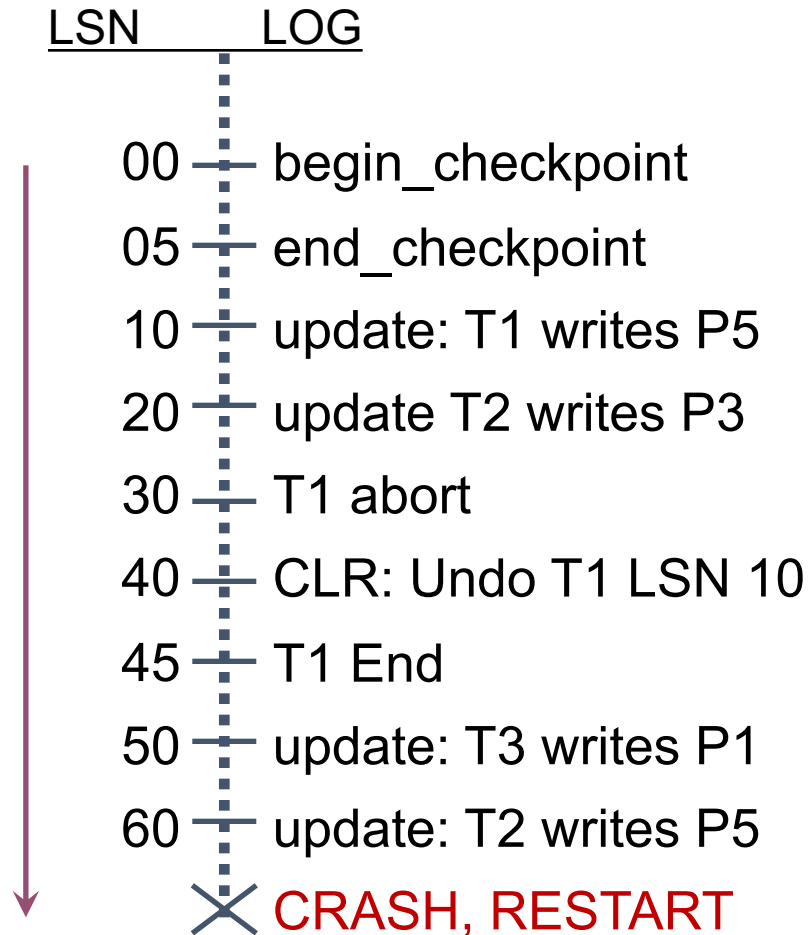 LSN LOG
00 begin_checkpoint
05 end_checkpoint
10 update: T1 writes P5
20 update T2 writes P3
30 T1 abort
40 CLR: Undo T1 LSN 10
45 T1 End
50 update: T3 writes P1
60 update: T2 writes P5
CRASH, RESTART